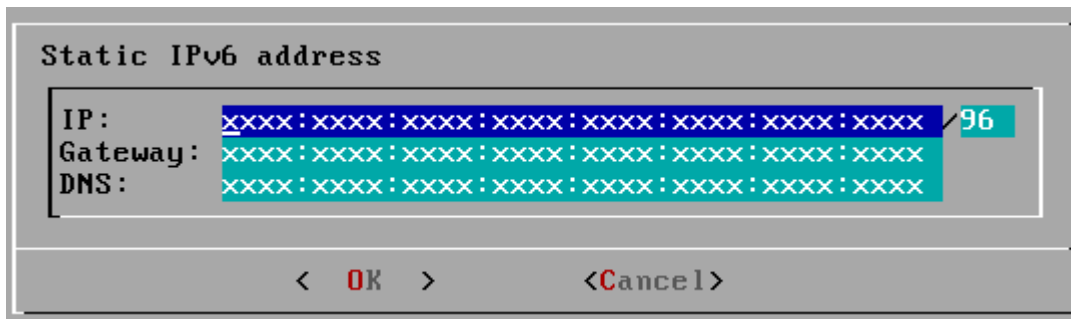 Static IPv6 address
IP: xxxx:xxxx:xxxx:xxxx:xxxx:xxxx:xxxx:xxxx /96
Gateway: xxxx:xxxx:xxxx:xxxx:xxxx:xxxx:xxxx:xxxx
DNS: xxxx:xxxx:xxxx:xxxx:xxxx:xxxx:xxxx:xxxx
< OK > <Cancel>